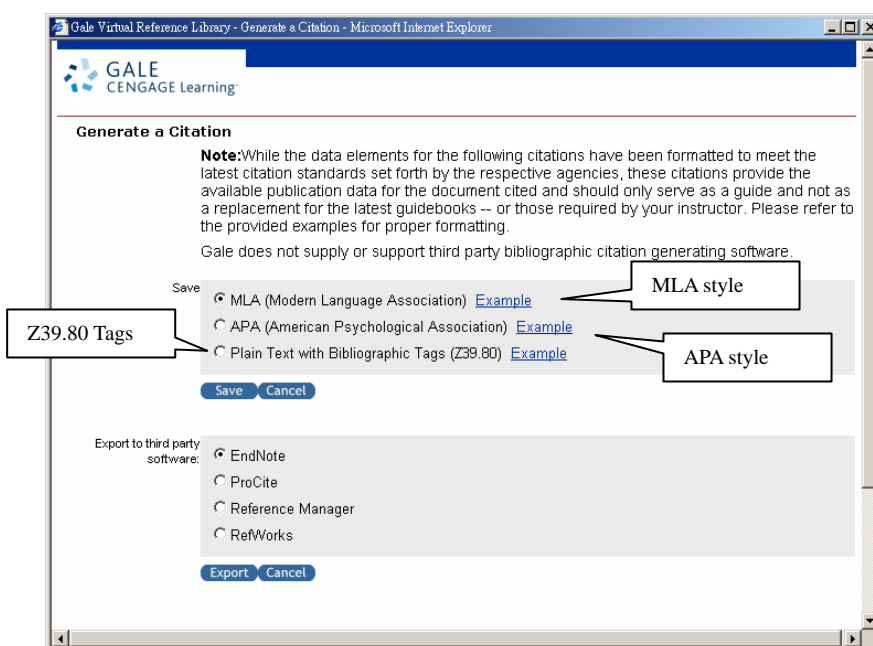 Gale Virtual Reference Library - Generate a Citation - Microsoft Internet Explorer
GALE
CENGAGE Learning
Generate a Citation
Note:While the data elements for the following citations have been formatted to meet the
latest citation standards set forth by the respective agencies, these citations provide the
available publication data for the document cited and should only serve as a guide and not as
a replacement for the latest guidebooks -- or those required by your instructor. Please refer to
the provided examples for proper formatting.
Gale does not supply or support third party bibliographic citation generating software.
Save
MLA (Modern Language Association) Example
MLA style
APA (American Psychological Association) Example
Z39.80 Tags
Plain Text with Bibliographic Tags (Z39.80) Example
APA style
Save Cancel
Export to third party
software:
EndNote
ProCite
Reference Manager
RefWorks
Export Cancel